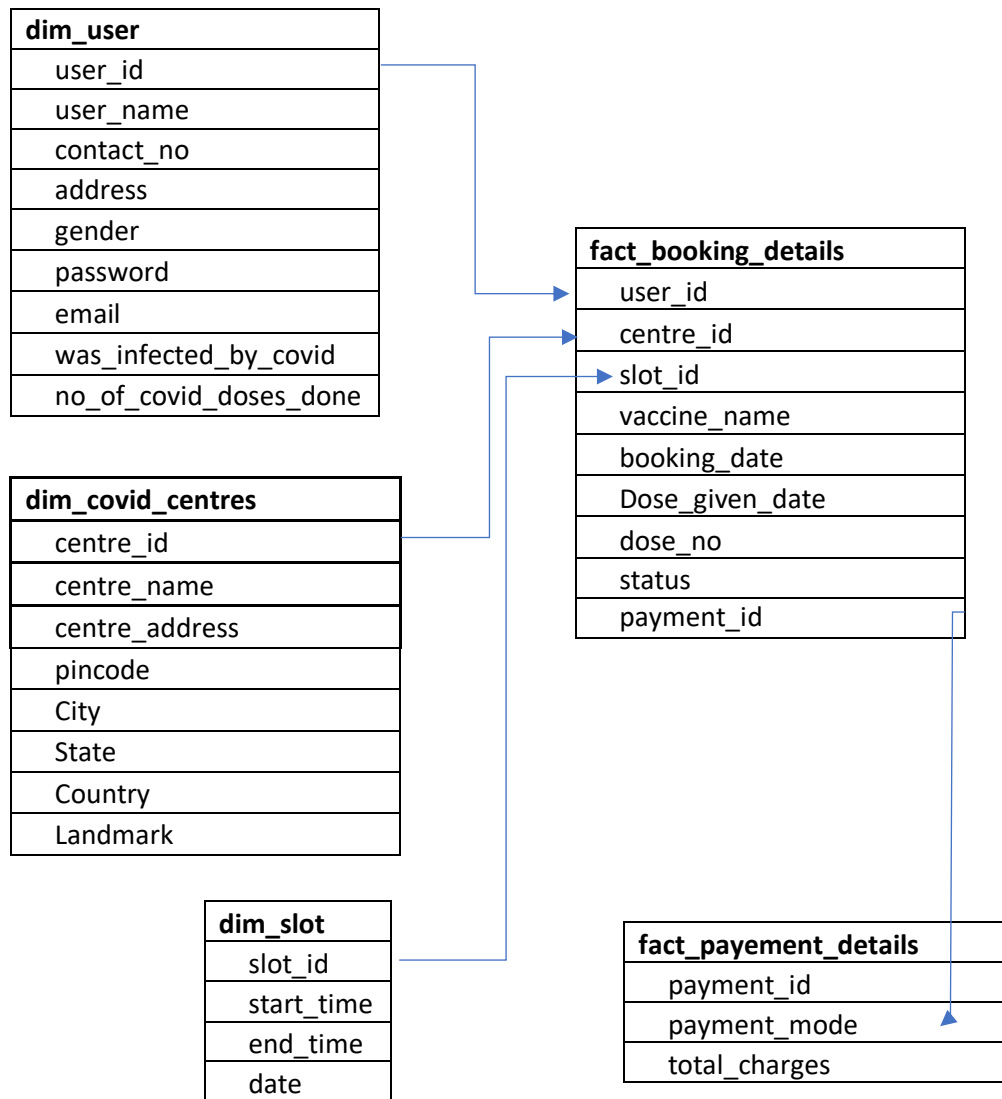 dim_user
user_id
user_name
contact_no
address
gender
password
email
was_infected_by_covid
no_of_covid_doses_done
fact_booking_details
user_id
centre_id
slot_id
vaccine_name
booking_date
Dose_given_date
dose_no
status
payment_id
dim_covid_centres
centre_id
centre_name
centre_address
pincode
City
State
Country
Landmark
dim_slot
slot_id
start_time
end_time
date
fact_payement_details
payment_id
payment_mode
total_charges